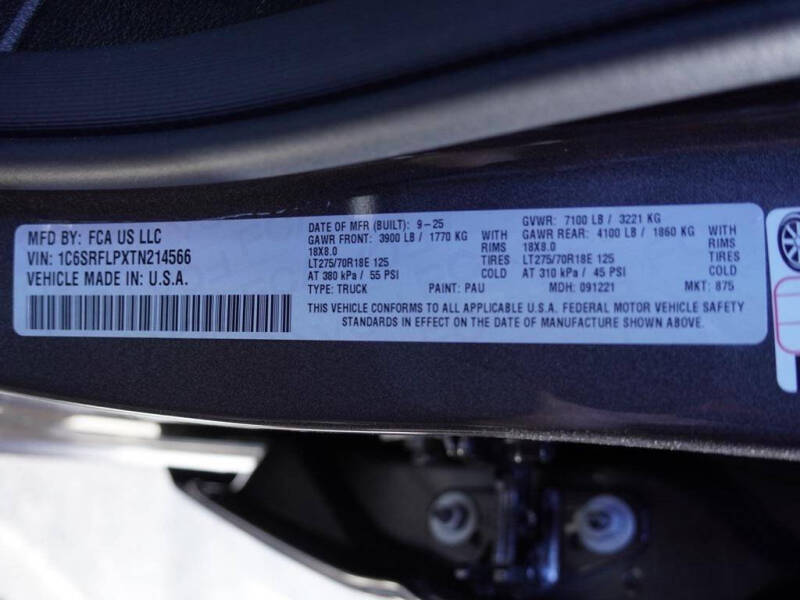 MFD BY: FCA US LLC
VIN: 1C6SRFLPXTN214566
VEHICLE MADE IN: U.S.A.
DATE OF MFR (BUILT): 9-25
GAWR FRONT: 3900 LB / 1770 KG WITH
18X8.0 RIMS
LT275/70R18E 125 TIRES
AT 380 kPa / 55 PSI COLD
TYPE: TRUCK PAINT: PAU
GVWR: 7100 LB / 3221 KG
GAWR REAR: 4100 LB / 1860 KG WITH
18X8.0 RIMS
LT275/70R18E 125 TIRES
AT 310 kPa / 45 PSI COLD
MDH: 091221 MKT: 875
THIS VEHICLE CONFORMS TO ALL APPLICABLE U.S.A. FEDERAL MOTOR VEHICLE SAFETY
STANDARDS IN EFFECT ON THE DATE OF MANUFACTURE SHOWN ABOVE.